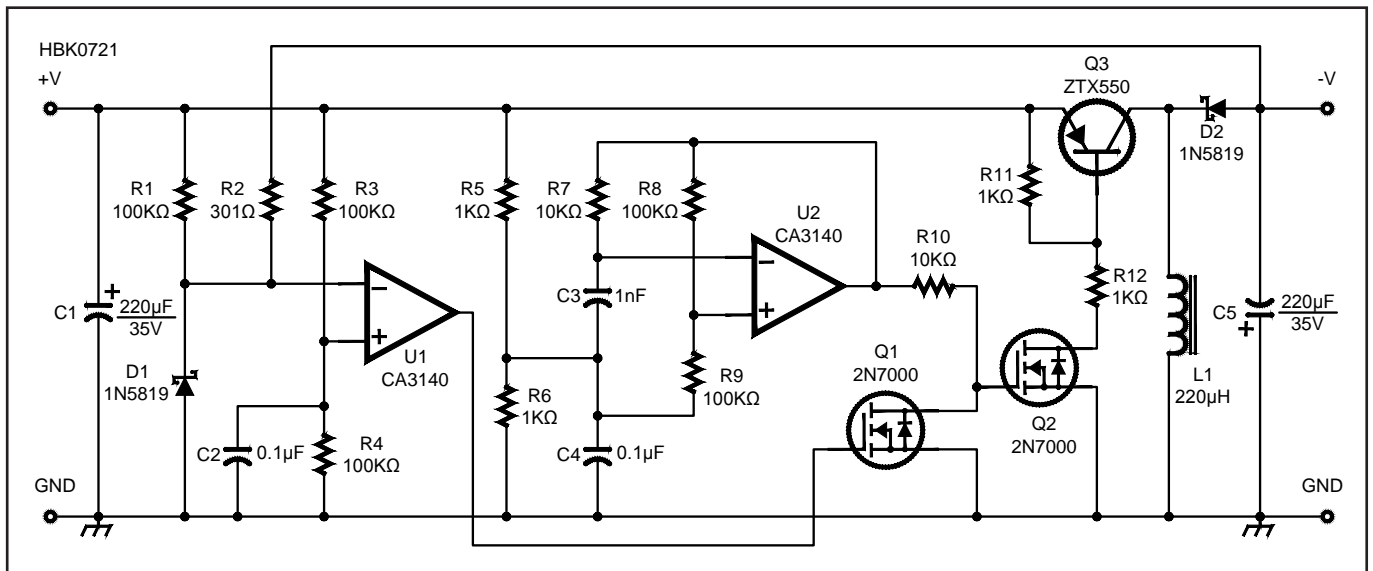 HBK0721
+V
Q3
ZTX550
-V
D2
1N5819
R1
100KΩ
R2
301Ω
R3
100KΩ
R5
1KΩ
R7
10KΩ
R8
100KΩ
R11
1KΩ
U2
CA3140
R10
10KΩ
R12
1KΩ
C1
+
220µF
35V
C3
1nF
C5
+
220µF
35V
−
+
U1
CA3140
−
+
D1
1N5819
R6
1KΩ
R9
100KΩ
Q1
2N7000
L1
220µH
Q2
2N7000
C2
0.1µF
R4
100KΩ
C4
0.1µF
GND
GND